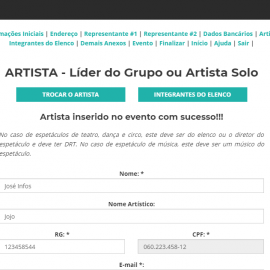 mações Iniciais | Endereço | Representante #1 | Representante #2 | Dados Bancários | Arti
Integrantes do Elenco | Demais Anexos | Evento | Finalizar | Início | Ajuda | Sair |
ARTISTA - Líder do Grupo ou Artista Solo
TROCAR O ARTISTA
INTEGRANTES DO ELENCO
Artista inserido no evento com sucesso!!!
No caso de espetáculos de teatro, dança e circo, este deve ser do elenco ou o diretor do
espetáculo e deve ter DRT. No caso de espetáculo de música, este deve ser um músico do
espetáculo.
Nome: *
José Infos
Nome Artístico:
Jojo
RG: *
CPF: *
123458544
060.223.458-12
E-mail *: